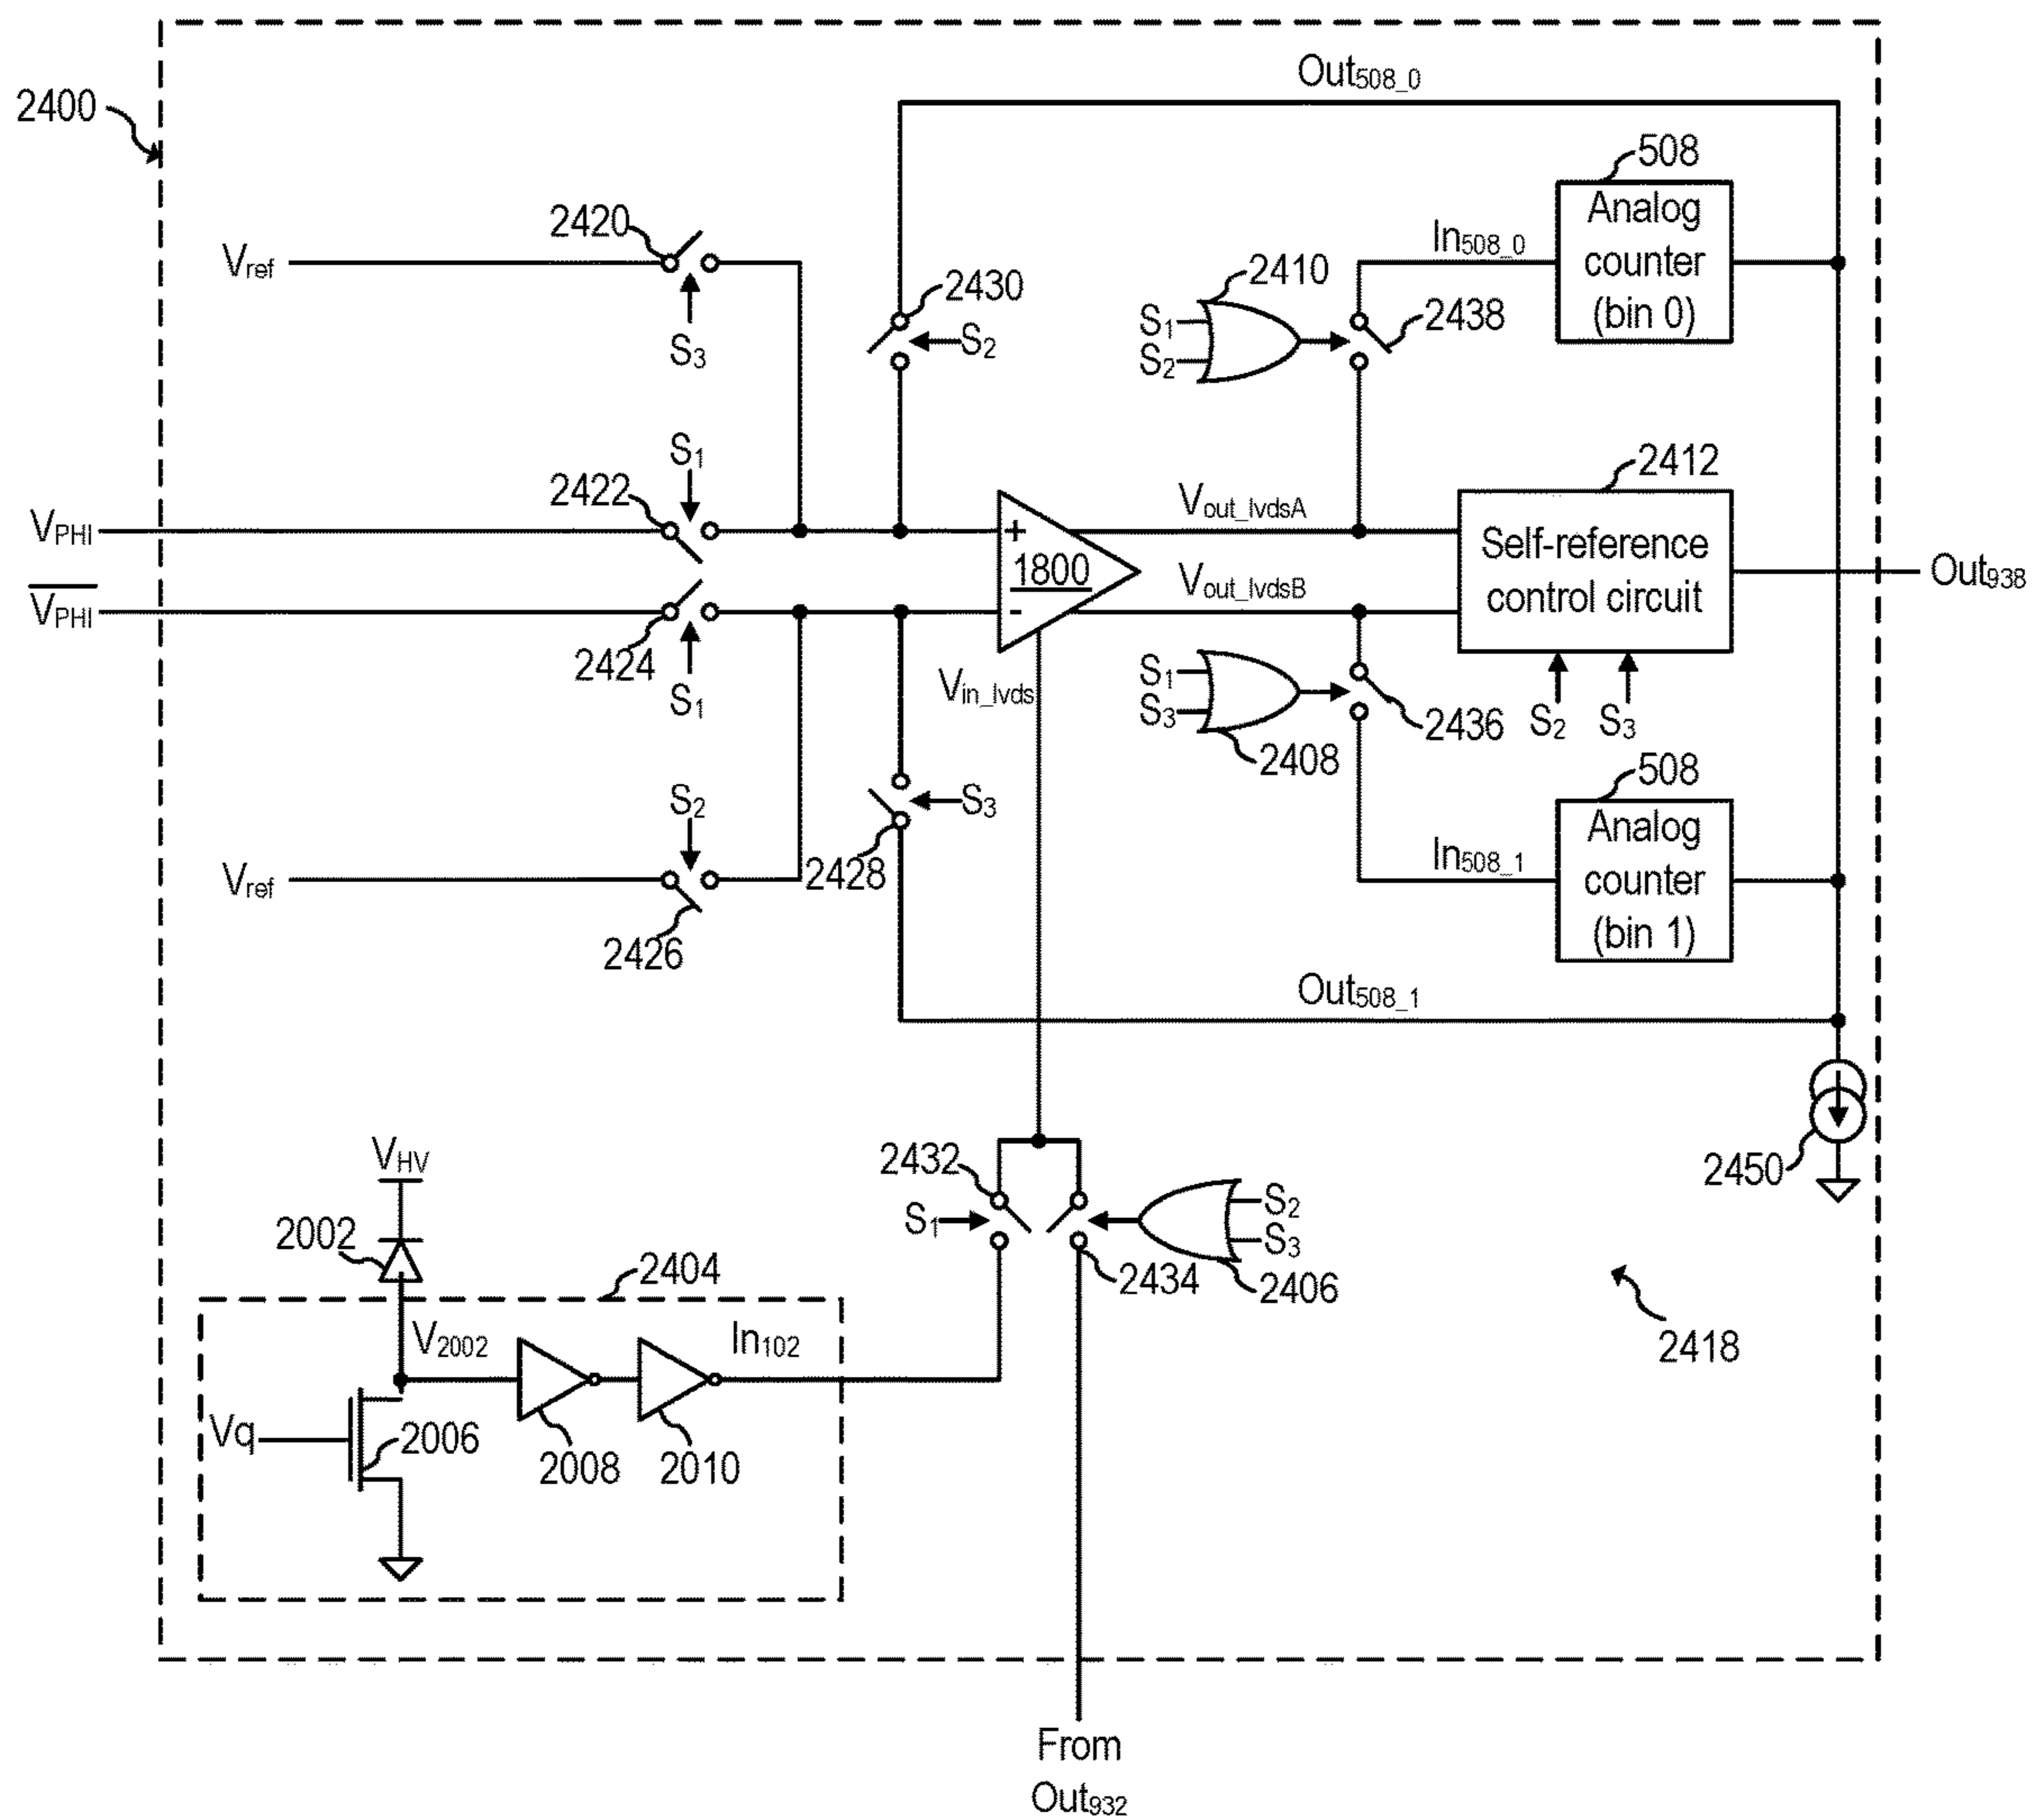 Out508_0
2400
508
Analog
counter
(bin 0)
2420
In508_0
Vref
2410
2430
S1
S2
2438
S2
S3
S1
2412
2422
Vout_lvdsA
VPHI
+
Self-reference
control circuit
1800
Out938
Vout_lvdsB
VPHI
-
2424
S1
Vin_lvds
S1
S3
2436
S2
S3
2408
508
S2
S3
Analog
counter
(bin 1)
In508_1
Vref
2428
2426
Out508_1
VHV
2432
2450
S1
S2
S3
2002
2404
2434
2406
V2002
In102
2418
Vq
2006
2008
2010
From
Out932